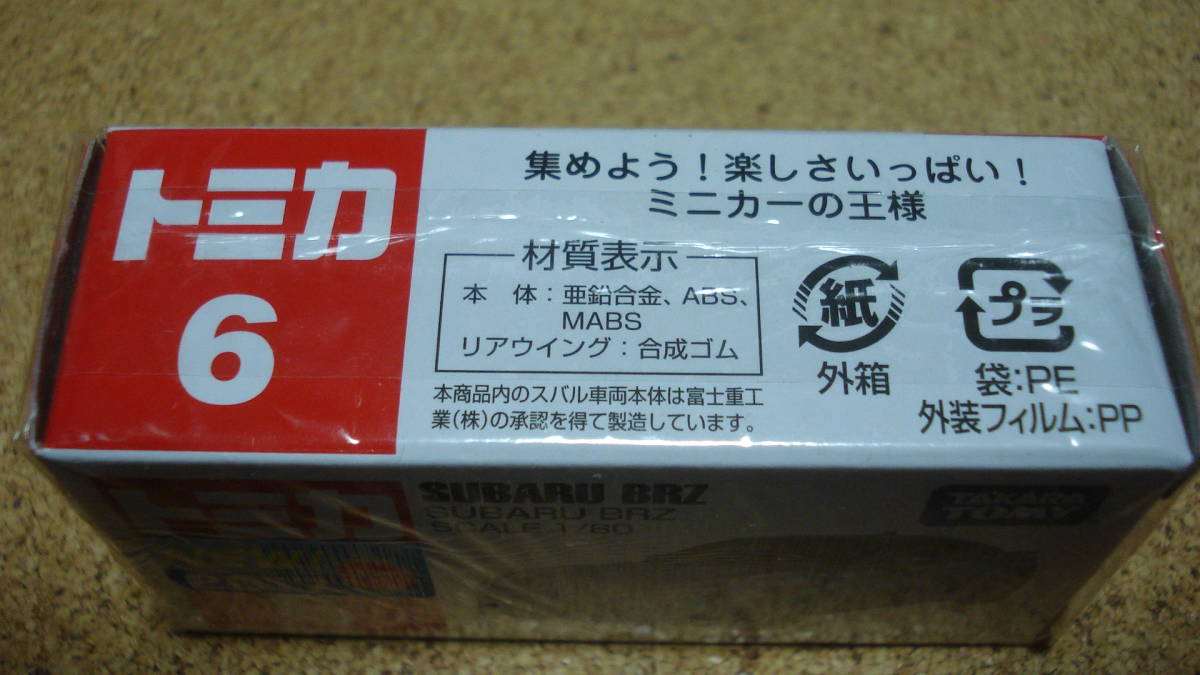 トミカ
6
集めよう!楽しさいっぱい!
ミニカーの王様
材質表示
本 体:亜鉛合金、ABS、
MABS
リアウイング:合成ゴム
本商品内のスバル車両本体は富士重工
業(株)の承認を得て製造しています。
紙
外箱
プラ
袋:PE
外装フィルム:PP
トミカ
SUBARU BRZ
SUBARU BRZ
SCALE 1/60
TAKARA
TOMY